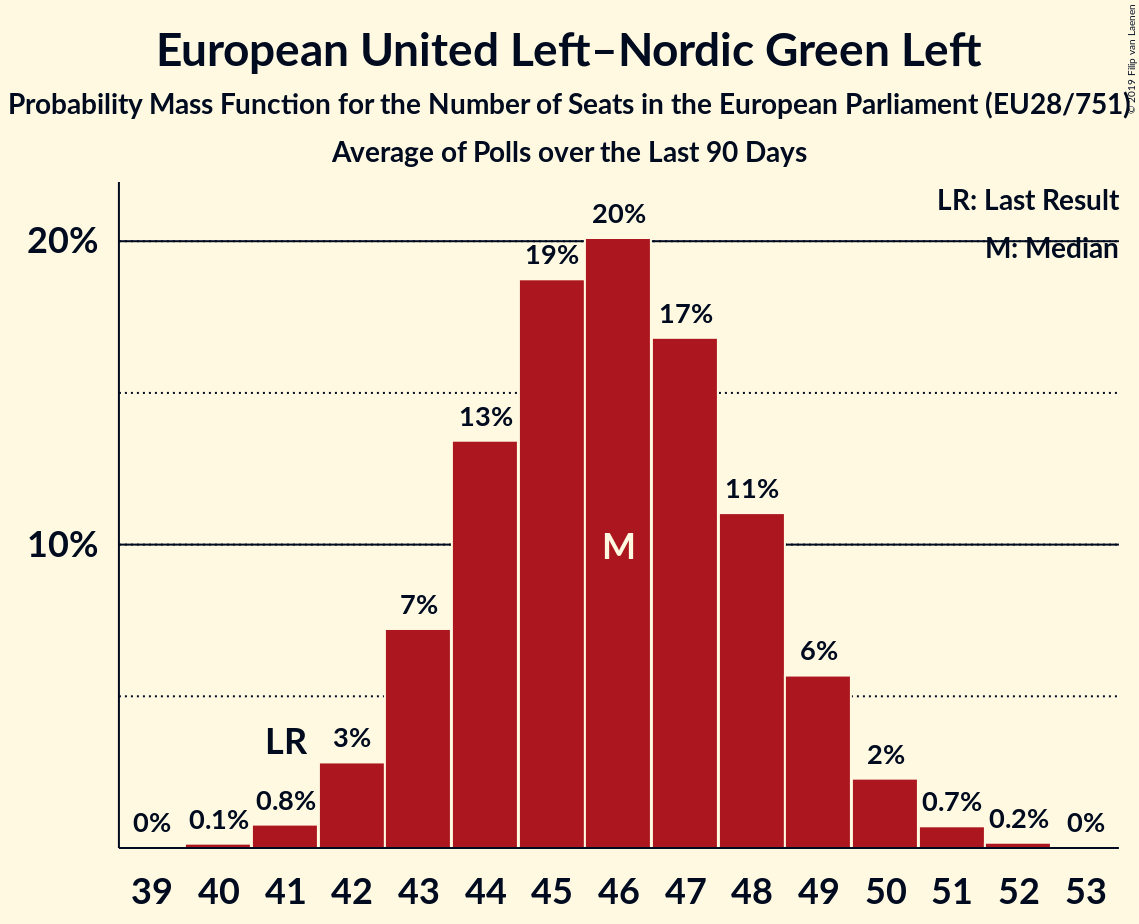 European United Left–Nordic Green Left
Probability Mass Function for the Number of Seats in the European Parliament (EU28/751)
Average of Polls over the Last 90 Days
© 2019 Filip van Laenen
LR: Last Result
M: Median
20%
10%
0%
0.1%
0.8%
LR
3%
7%
13%
19%
20%
M
17%
11%
6%
2%
0.7%
0.2%
0%
39 40 41 42 43 44 45 46 47 48 49 50 51 52 53